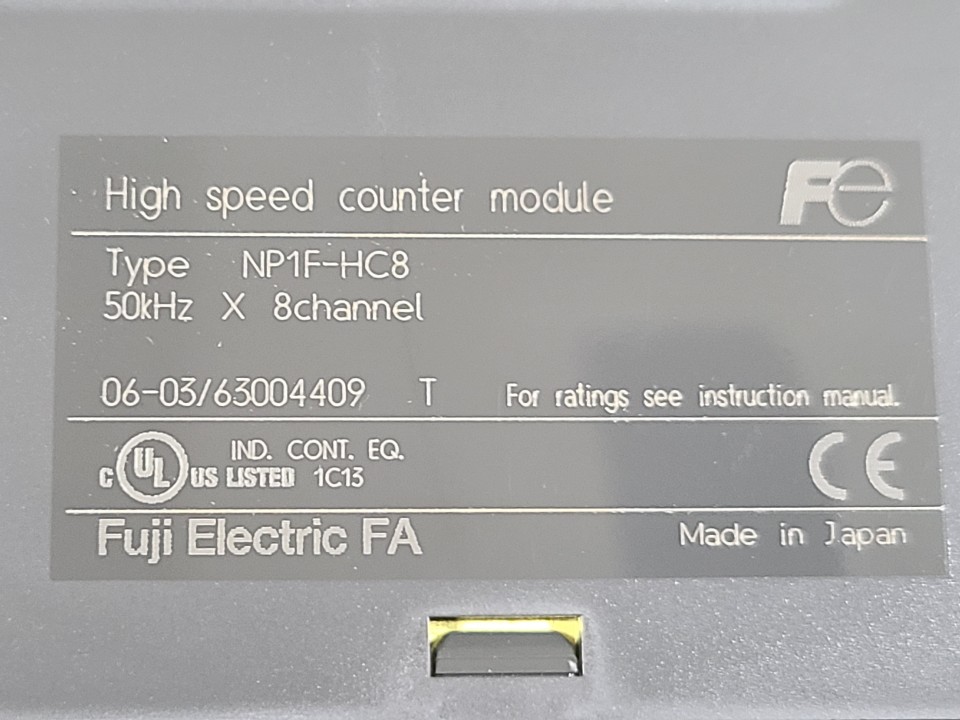 High speed counter module
Fe
Type NP1F-HC8
50kHz X 8channel
06-03/63004409 T For ratings see instruction manual.
C UL US LISTED IND. CONT. EQ. 1C13
CE
Fuji Electric FA
Made in Japan